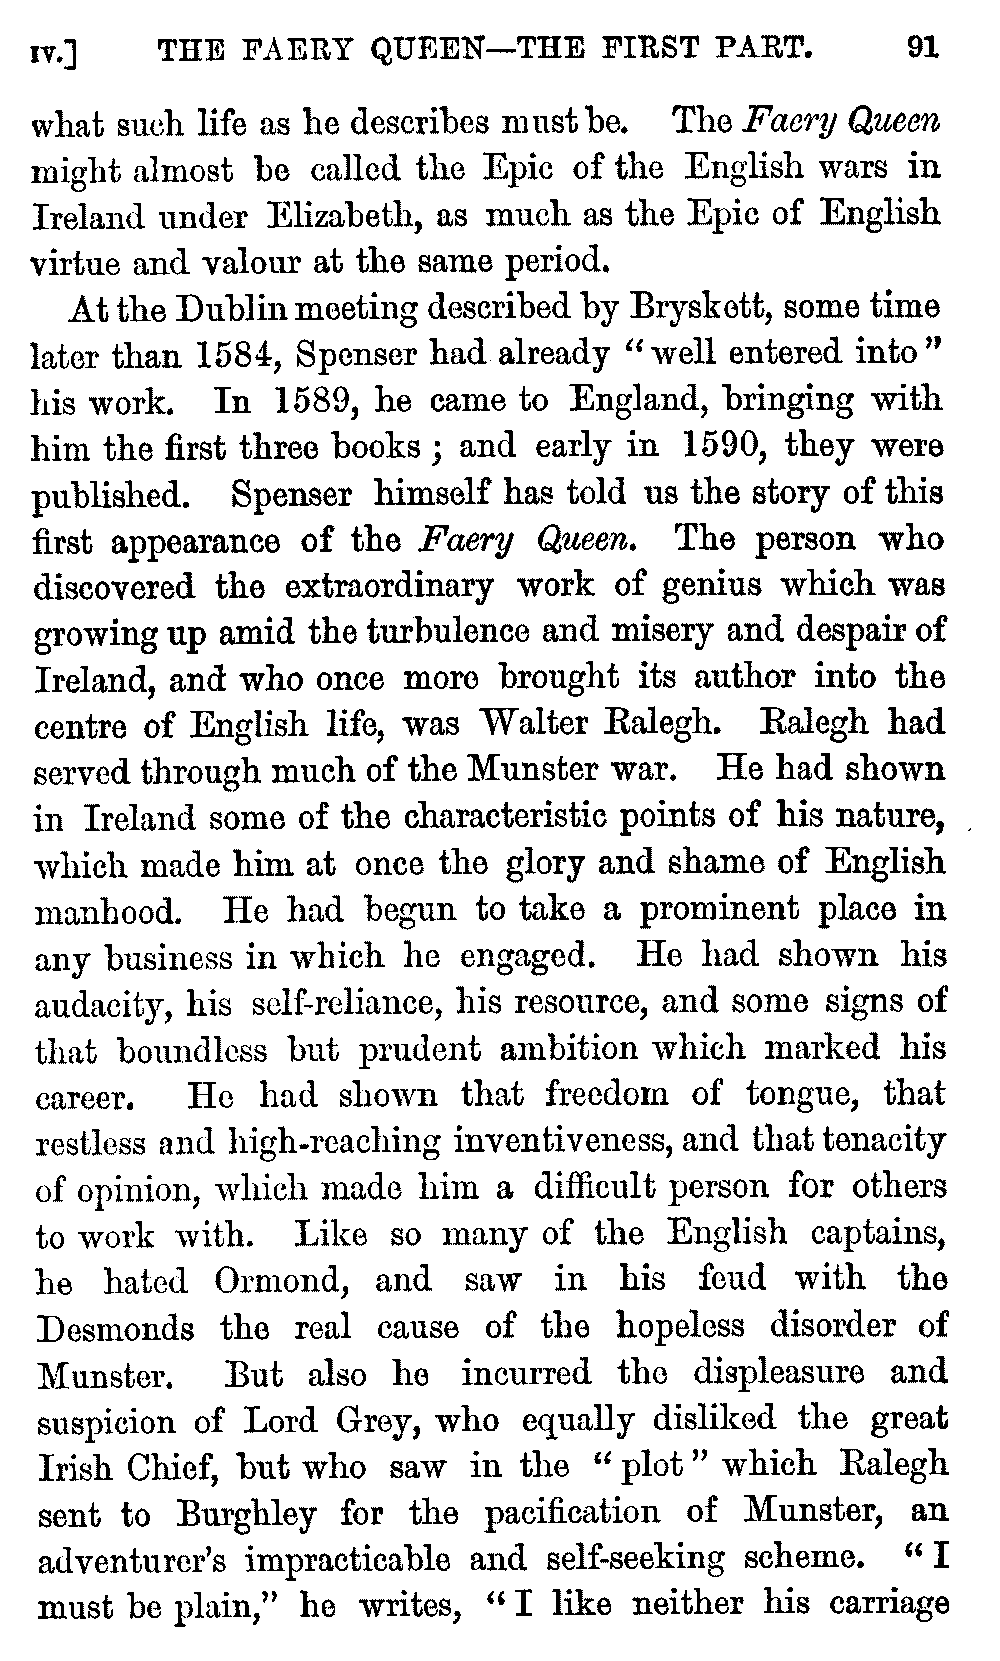 IV.] THE FAERY QUEEN—THE FIRST PART. 91
what such life as he describes must be. The Faery Queen
might almost be called the Epic of the English wars in
Ireland under Elizabeth, as much as the Epic of English
virtue and valour at the same period.
At the Dublin meeting described by Bryskett, some time
later than 1584, Spenser had already “well entered into”
his work. In 1589, he came to England, bringing with
him the first three books; and early in 1590, they were
published. Spenser himself has told us the story of this
first appearance of the Faery Queen. The person who
discovered the extraordinary work of genius which was
growing up amid the turbulence and misery and despair of
Ireland, and who once more brought its author into the
centre of English life, was Walter Ralegh. Ralegh had
served through much of the Munster war. He had shown
in Ireland some of the characteristic points of his nature,
which made him at once the glory and shame of English
manhood. He had begun to take a prominent place in
any business in which he engaged. He had shown his
audacity, his self-reliance, his resource, and some signs of
that boundless but prudent ambition which marked his
career. He had shown that freedom of tongue, that
restless and high-reaching inventiveness, and that tenacity
of opinion, which made him a difficult person for others
to work with. Like so many of the English captains,
he hated Ormond, and saw in his feud with the
Desmonds the real cause of the hopeless disorder of
Munster. But also he incurred the displeasure and
suspicion of Lord Grey, who equally disliked the great
Irish Chief, but who saw in the “plot” which Ralegh
sent to Burghley for the pacification of Munster, an
adventurer's impracticable and self-seeking scheme. “I
must be plain,” he writes, “I like neither his carriage